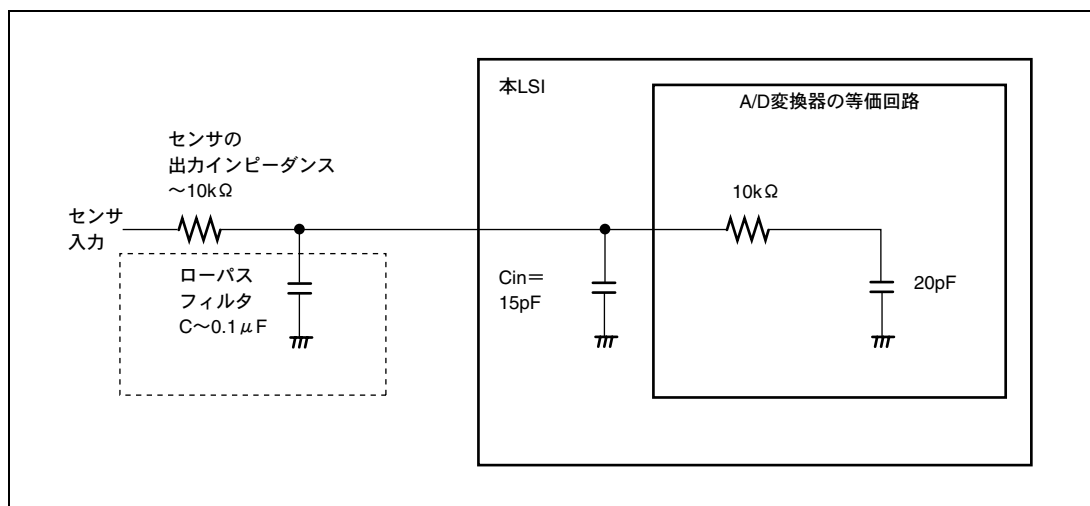 本LSI
A/D変換器の等価回路
センサの
出力インピーダンス
～10kΩ
10kΩ
センサ
入力
ローパス
フィルタ
C～0.1μF
Cin＝
15pF
20pF